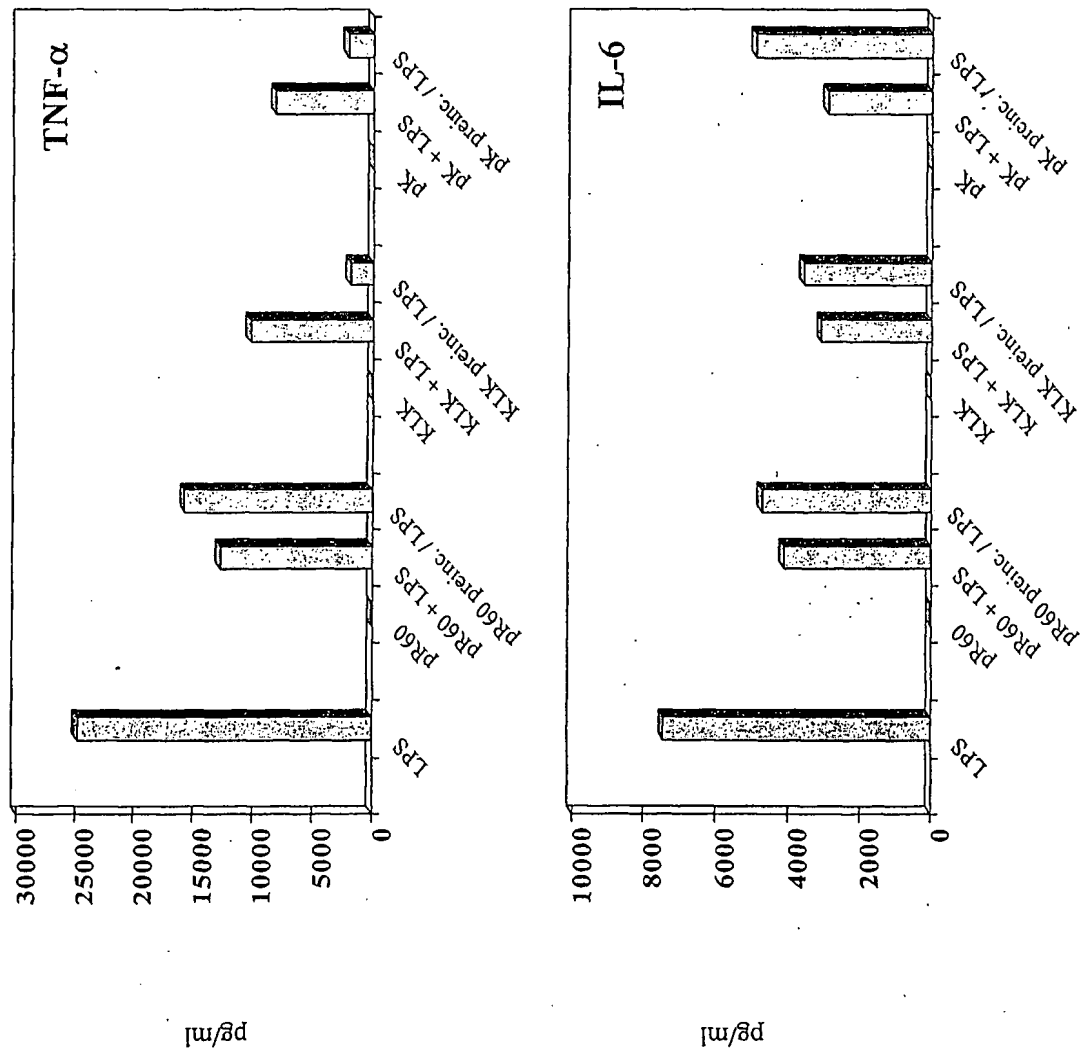 TNF-α
30000
25000
20000
15000
10000
5000
0
pg/ml
LPS
pR60
pR60 + LPS
pR60 preinc. / LPS
KLK
KLK + LPS
KLK preinc. / LPS
pK
pK + LPS
pK preinc. / LPS
IL-6
10000
8000
6000
4000
2000
0
pg/ml
LPS
pR60
pR60 + LPS
pR60 preinc. / LPS
KLK
KLK + LPS
KLK preinc. / LPS
pK
pK + LPS
pK preinc. / LPS